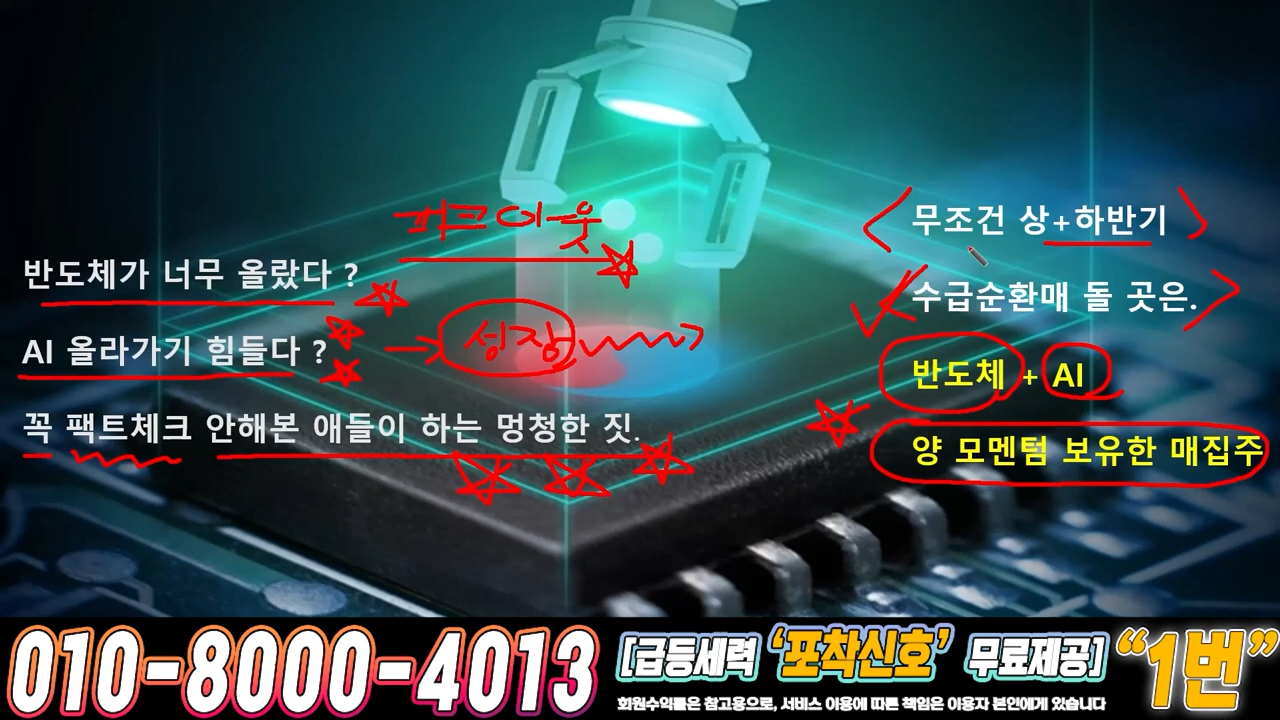 피크아웃
반도체가 너무 올랐다 ?
AI 올라가기 힘들다 ?
성장
꼭 팩트체크 안해본 애들이 하는 멍청한 짓.
무조건 상+하반기
수급순환매 돌 곳은.
반도체 + AI
양 모멘텀 보유한 매집주
010-8000-4013
[급등세력 '포착신호' 무료제공] "1번"
회원수익률은 참고용으로, 서비스 이용에 따른 책임은 이용자 본인에게 있습니다